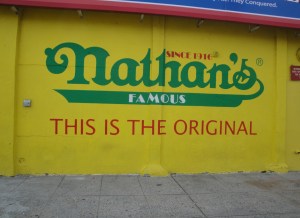 They Conquered.
SINCE 1916
Nathan's®
FAMOUS
THIS IS THE ORIGINAL